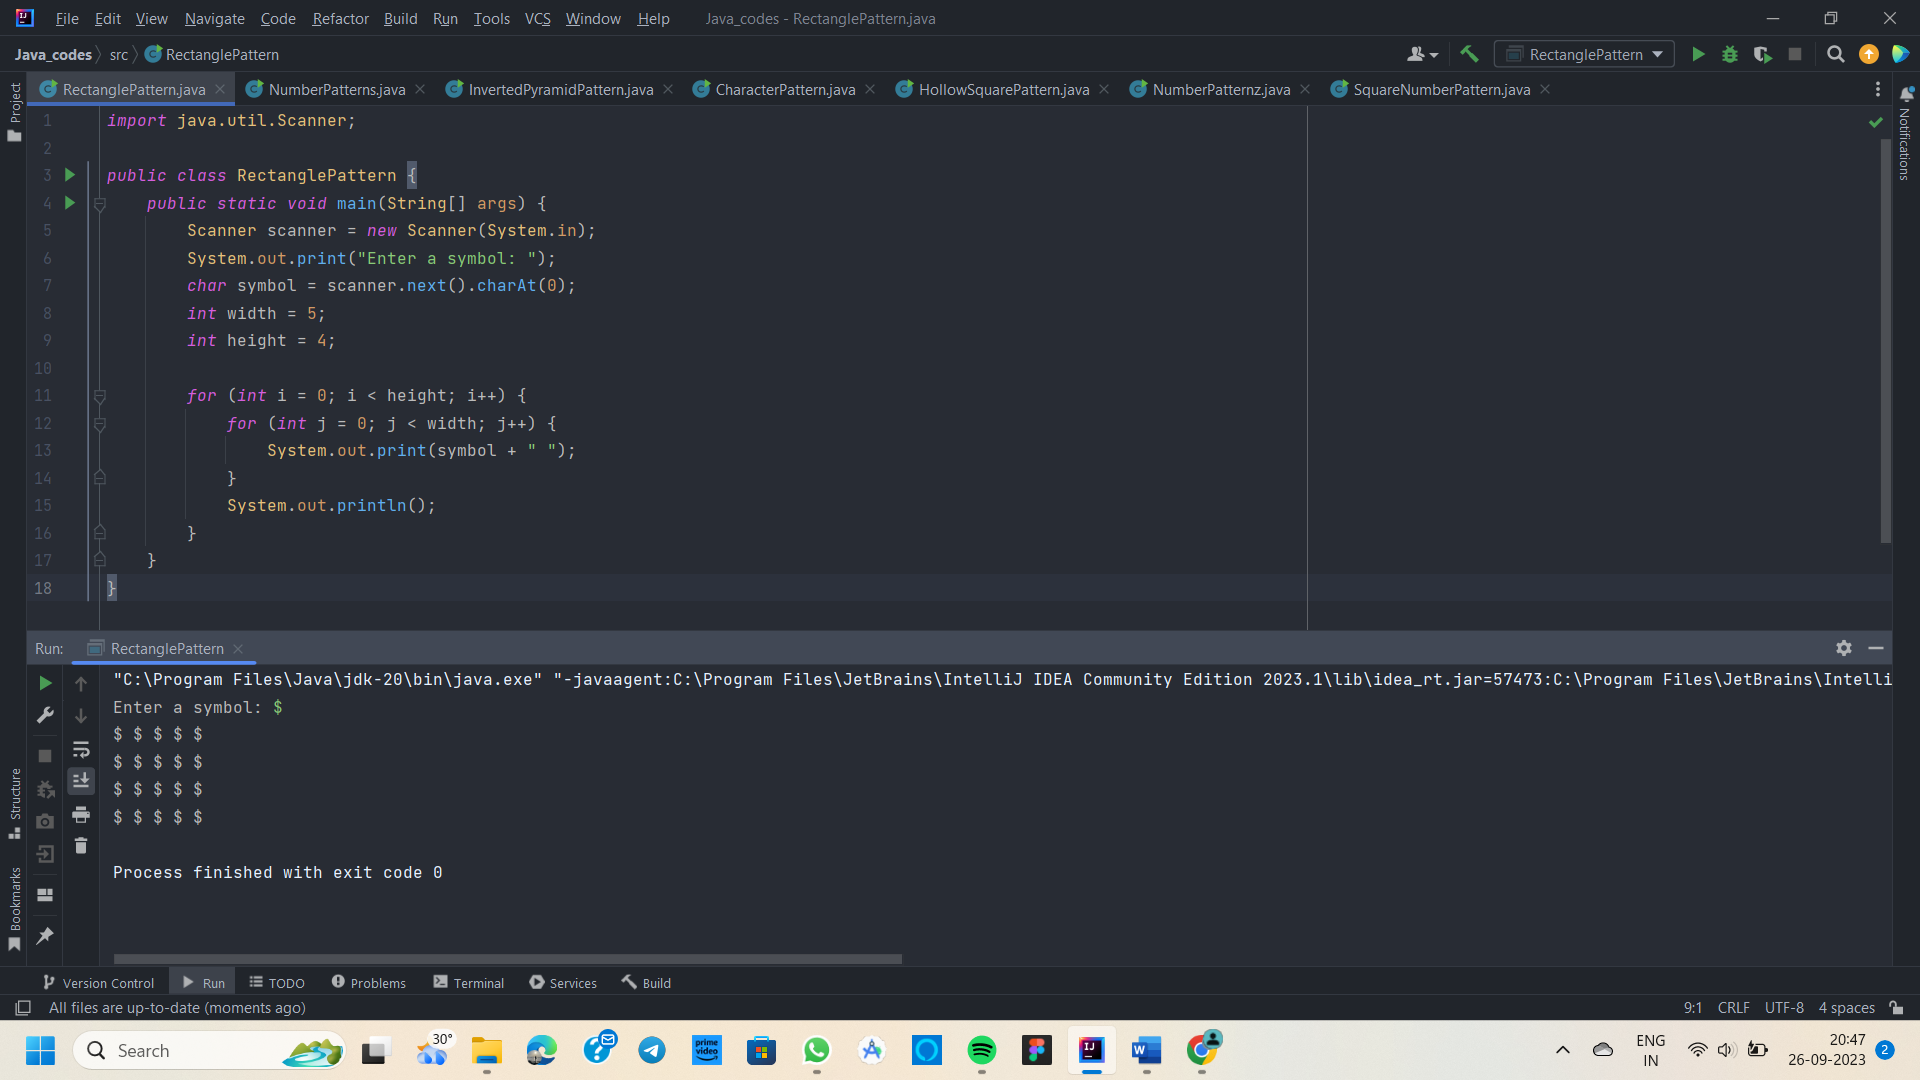 File Edit View Navigate Code Refactor Build Run Tools VCS Window Help Java_codes - RectanglePattern.java
Java_codes src RectanglePattern RectanglePattern
RectanglePattern.java NumberPatterns.java InvertedPyramidPattern.java CharacterPattern.java HollowSquarePattern.java NumberPatternz.java SquareNumberPattern.java
Project
Notifications
1 import java.util.Scanner;
2
3 public class RectanglePattern {
4 public static void main(String[] args) {
5 Scanner scanner = new Scanner(System.in);
6 System.out.print("Enter a symbol: ");
7 char symbol = scanner.next().charAt(0);
8 int width = 5;
9 int height = 4;
10
11 for (int i = 0; i < height; i++) {
12 for (int j = 0; j < width; j++) {
13 System.out.print(symbol + " ");
14 }
15 System.out.println();
16 }
17 }
18 }
Run: RectanglePattern
"C:\Program Files\Java\jdk-20\bin\java.exe" "-javaagent:C:\Program Files\JetBrains\IntelliJ IDEA Community Edition 2023.1\lib\idea_rt.jar=57473:C:\Program Files\JetBrains\Intelli
Enter a symbol: $
$ $ $ $ $
$ $ $ $ $
$ $ $ $ $
$ $ $ $ $
Process finished with exit code 0
Structure
Bookmarks
Version Control Run TODO Problems Terminal Services Build
All files are up-to-date (moments ago) 9:1 CRLF UTF-8 4 spaces
Search 30° prime video IJ W ENG IN 20:47 26-09-2023 2